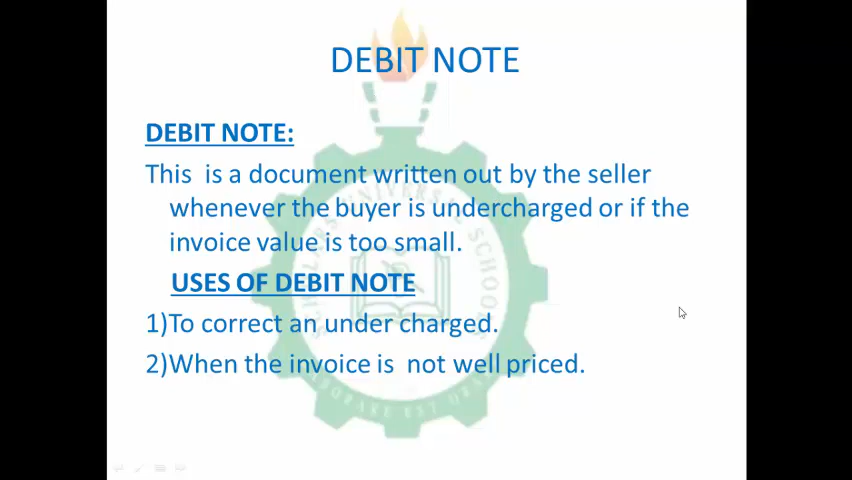 DEBIT NOTE
DEBIT NOTE:
This is a document written out by the seller
whenever the buyer is undercharged or if the
invoice value is too small.
USES OF DEBIT NOTE
1)To correct an under charged.
2)When the invoice is not well priced.